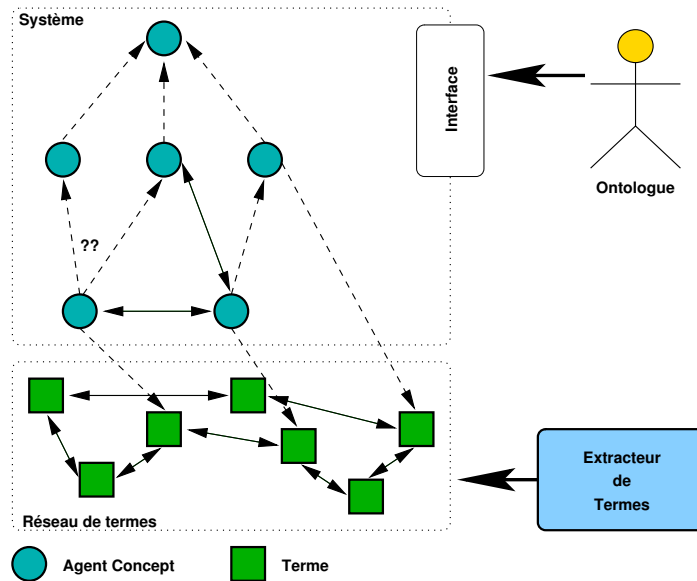 Système
Interface
Ontologue
??
Extracteur
de
Termes
Réseau de termes
Agent Concept
Terme